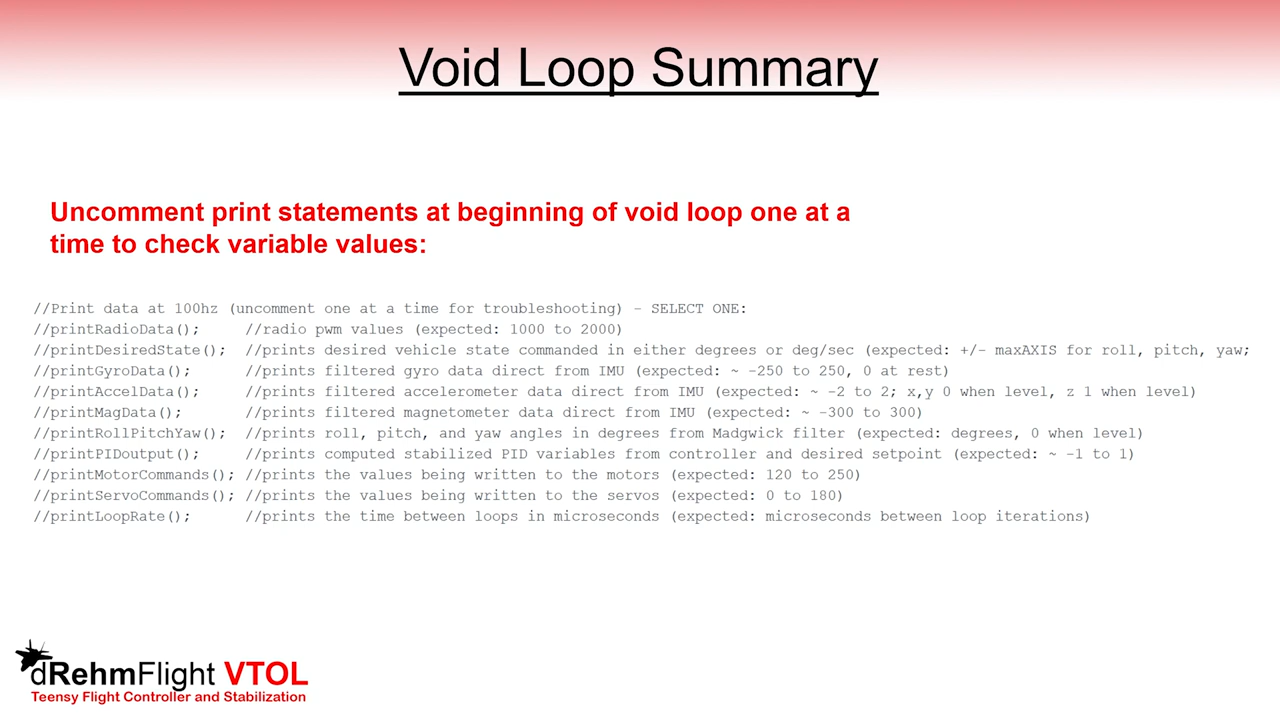 Void Loop Summary
Uncomment print statements at beginning of void loop one at a
time to check variable values:
//Print data at 100hz (uncomment one at a time for troubleshooting) - SELECT ONE:
//printRadioData();     //radio pwm values (expected: 1000 to 2000)
//printDesiredState();  //prints desired vehicle state commanded in either degrees or deg/sec (expected: +/- maxAXIS for roll, pitch, yaw;
//printGyroData();      //prints filtered gyro data direct from IMU (expected: ~ -250 to 250, 0 at rest)
//printAccelData();     //prints filtered accelerometer data direct from IMU (expected: ~ -2 to 2; x,y 0 when level, z 1 when level)
//printMagData();       //prints filtered magnetometer data direct from IMU (expected: ~ -300 to 300)
//printRollPitchYaw();  //prints roll, pitch, and yaw angles in degrees from Madgwick filter (expected: degrees, 0 when level)
//printPIDoutput();     //prints computed stabilized PID variables from controller and desired setpoint (expected: ~ -1 to 1)
//printMotorCommands(); //prints the values being written to the motors (expected: 120 to 250)
//printServoCommands(); //prints the values being written to the servos (expected: 0 to 180)
//printLoopRate();      //prints the time between loops in microseconds (expected: microseconds between loop iterations)
dRehmFlight VTOL
Teensy Flight Controller and Stabilization